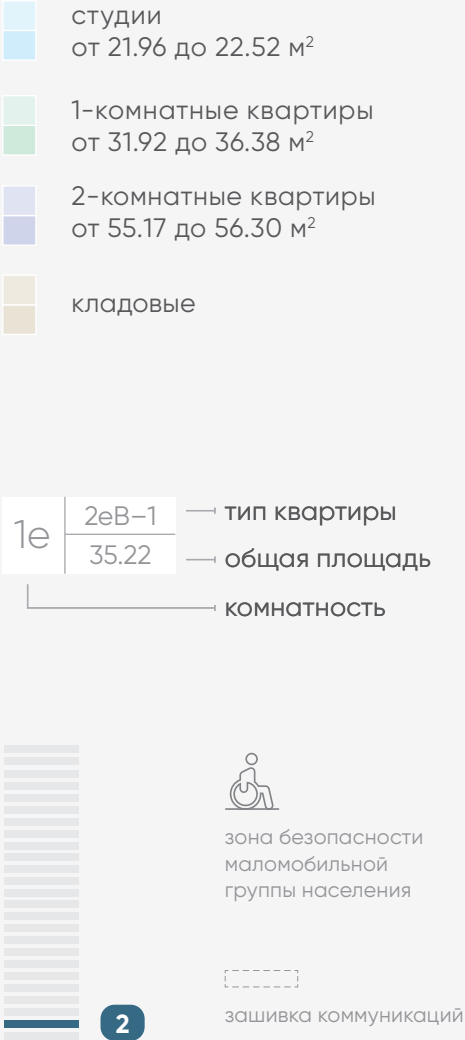 студии
от 21.96 до 22.52 м²
1-комнатные квартиры
от 31.92 до 36.38 м²
2-комнатные квартиры
от 55.17 до 56.30 м²
кладовые
1е
2еВ–1
35.22
тип квартиры
общая площадь
комнатность
зона безопасности
маломобильной
группы населения
зашивка коммуникаций
2